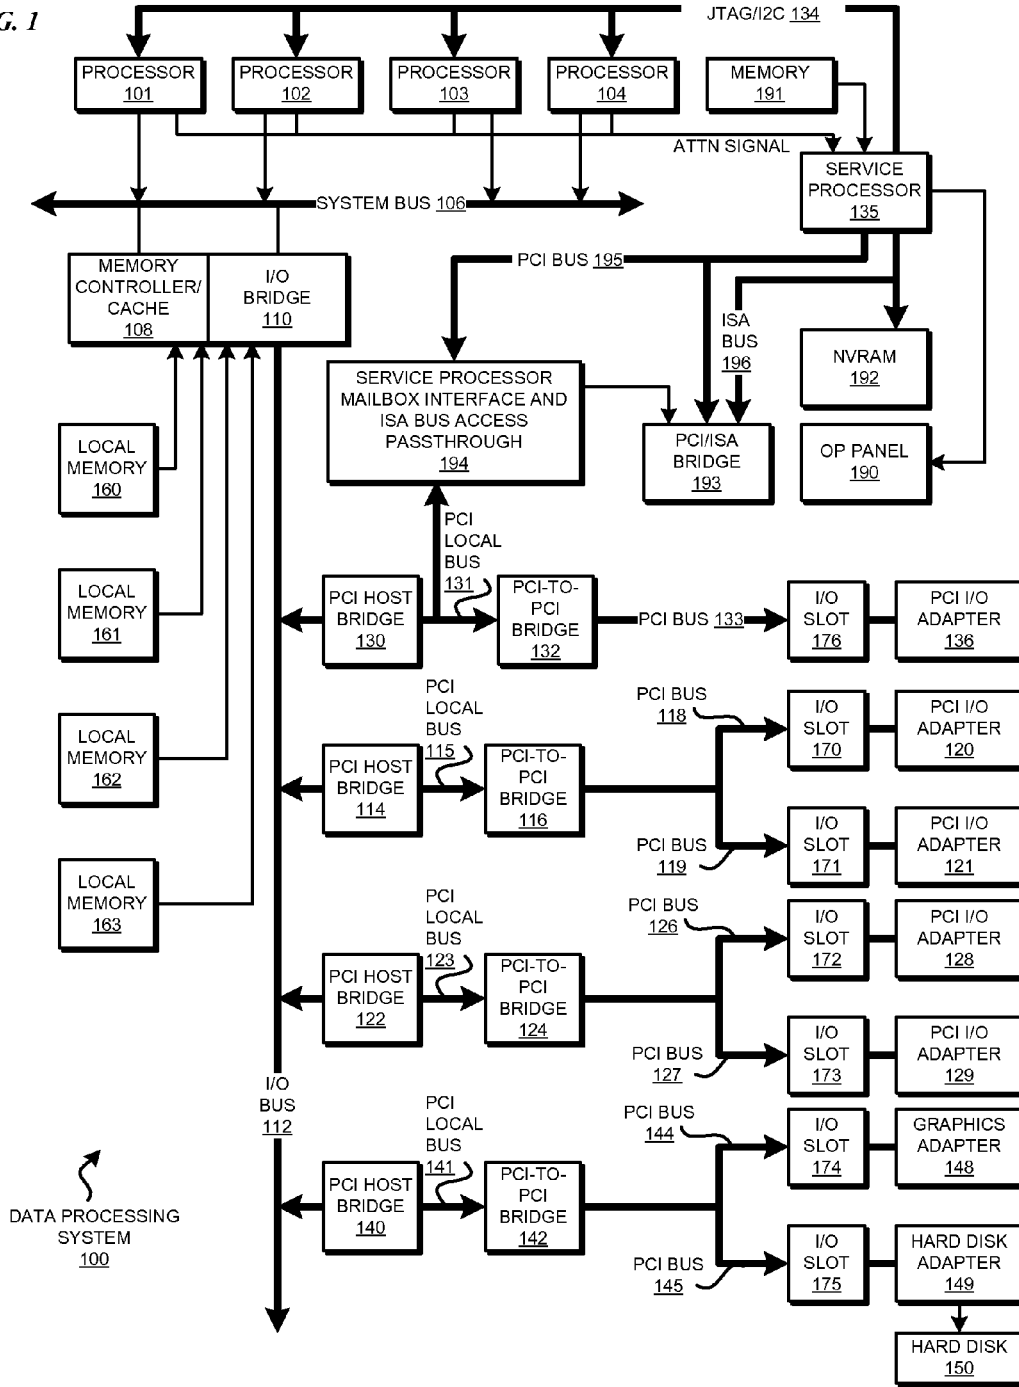 G. 1
JTAG/I2C 134
PROCESSOR
101
PROCESSOR
102
PROCESSOR
103
PROCESSOR
104
MEMORY
191
ATTN SIGNAL
SERVICE
PROCESSOR
135
SYSTEM BUS 106
MEMORY
CONTROLLER/
CACHE
108
I/O
BRIDGE
110
PCI BUS 195
ISA
BUS
196
NVRAM
192
SERVICE PROCESSOR
MAILBOX INTERFACE AND
ISA BUS ACCESS
PASSTHROUGH
194
PCI/ISA
BRIDGE
193
OP PANEL
190
LOCAL
MEMORY
160
LOCAL
MEMORY
161
LOCAL
MEMORY
162
LOCAL
MEMORY
163
PCI
LOCAL
BUS
131
PCI HOST
BRIDGE
130
PCI-TO-
PCI
BRIDGE
132
PCI BUS 133
I/O
SLOT
176
PCI I/O
ADAPTER
136
PCI
LOCAL
BUS
115
PCI HOST
BRIDGE
114
PCI-TO-
PCI
BRIDGE
116
PCI BUS
118
I/O
SLOT
170
PCI I/O
ADAPTER
120
PCI BUS
119
I/O
SLOT
171
PCI I/O
ADAPTER
121
PCI
LOCAL
BUS
123
PCI HOST
BRIDGE
122
PCI-TO-
PCI
BRIDGE
124
PCI BUS
126
I/O
SLOT
172
PCI I/O
ADAPTER
128
PCI BUS
127
I/O
SLOT
173
PCI I/O
ADAPTER
129
I/O
BUS
112
PCI
LOCAL
BUS
141
PCI HOST
BRIDGE
140
PCI-TO-
PCI
BRIDGE
142
PCI BUS
144
I/O
SLOT
174
GRAPHICS
ADAPTER
148
PCI BUS
145
I/O
SLOT
175
HARD DISK
ADAPTER
149
HARD DISK
150
DATA PROCESSING
SYSTEM
100